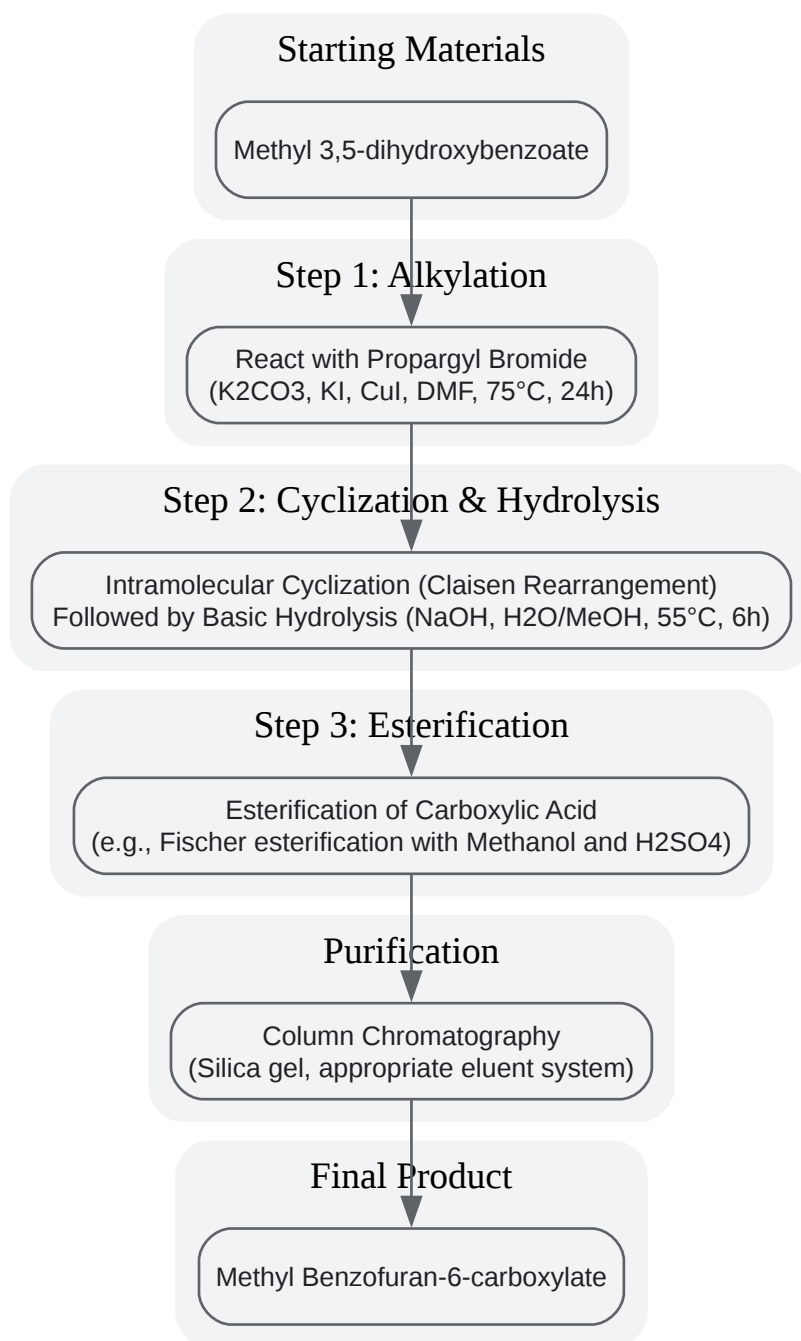 Starting Materials
Methyl 3,5-dihydroxybenzoate
Step 1: Alkylation
React with Propargyl Bromide
(K2CO3, KI, CuI, DMF, 75°C, 24h)
Step 2: Cyclization & Hydrolysis
Intramolecular Cyclization (Claisen Rearrangement)
Followed by Basic Hydrolysis (NaOH, H2O/MeOH, 55°C, 6h)
Step 3: Esterification
Esterification of Carboxylic Acid
(e.g., Fischer esterification with Methanol and H2SO4)
Purification
Column Chromatography
(Silica gel, appropriate eluent system)
Final Product
Methyl Benzofuran-6-carboxylate